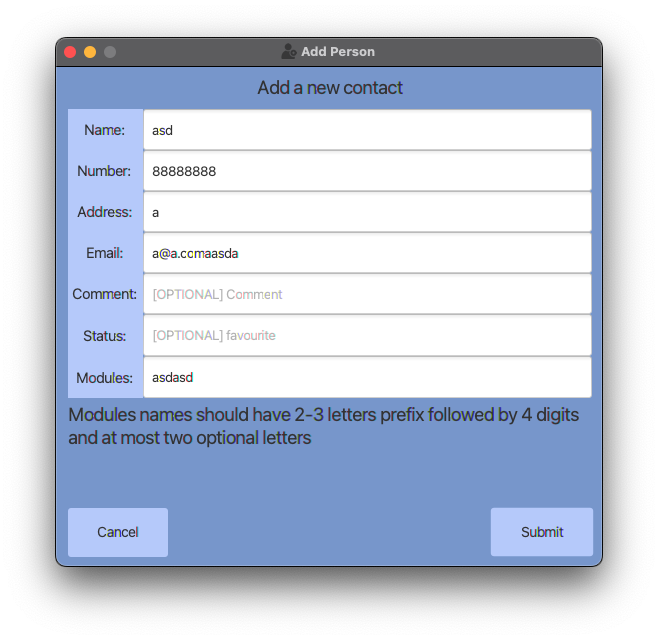 Add Person
Add a new contact
Name: asd
Number: 88888888
Address: a
Email: a@a.comaasda
Comment: [OPTIONAL] Comment
Status: [OPTIONAL] favourite
Modules: asdasd
Modules names should have 2-3 letters prefix followed by 4 digits
and at most two optional letters
Cancel Submit